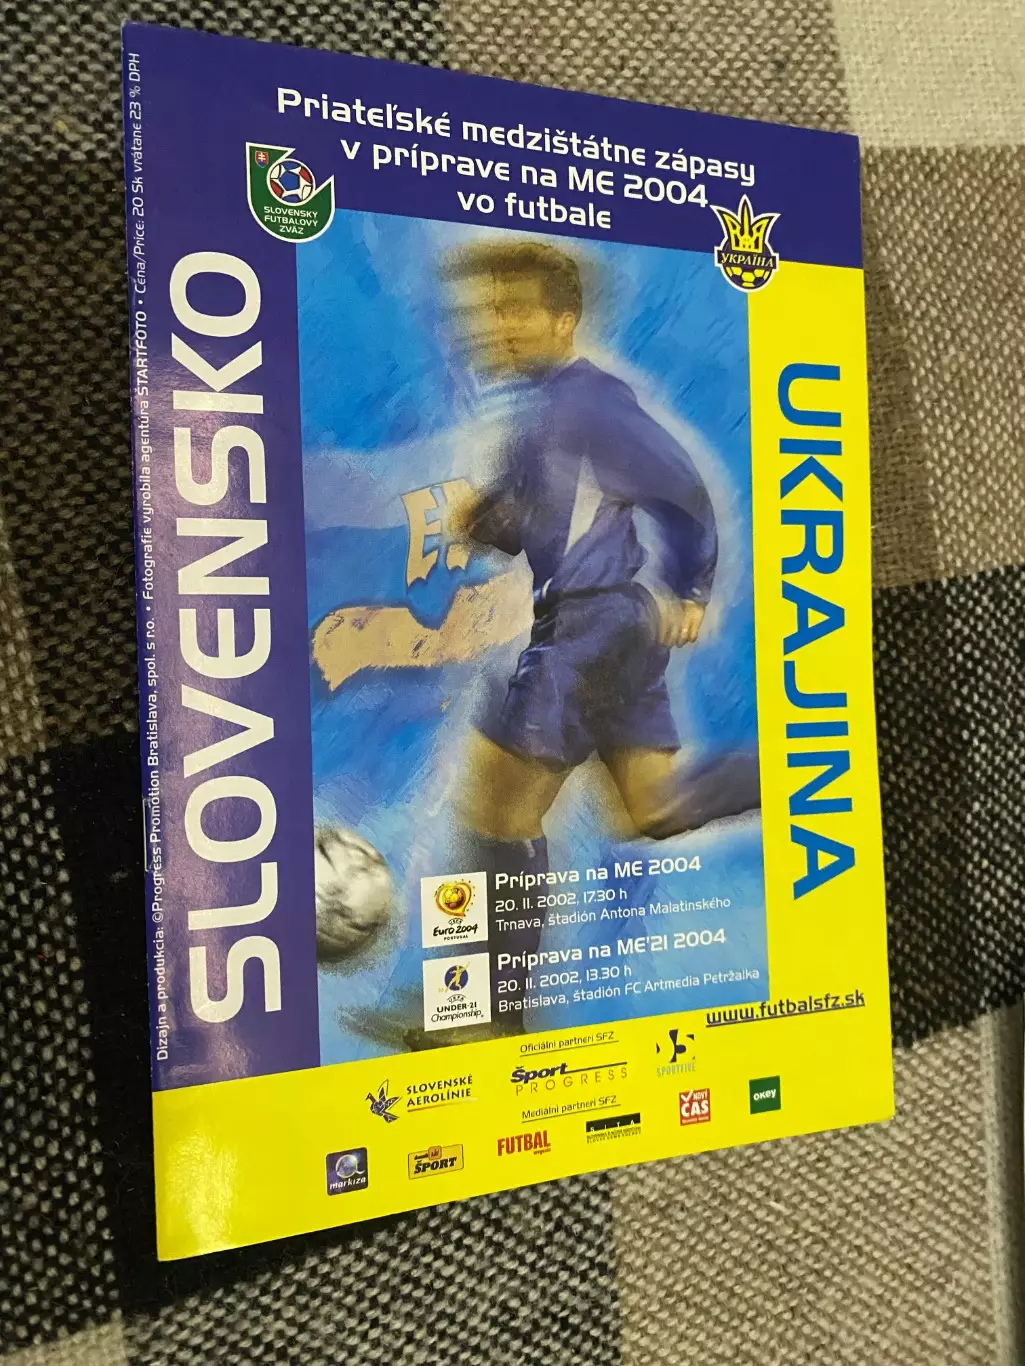 Priateľské medzištátne zápasy
v príprave na ME 2004
vo futbale
SLOVENSKÝ
FUTBALOVÝ
ZVÄZ
УКРАЇНА
SLOVENSKO
UKRAJINA
Dizajn a produkcia: ©Progress Promotion Bratislava, spol. s r.o. • Fotografie vyrobila agentúra ŠTARTFOTO • Cena/Price: 20 Sk vrátane 23 % DPH
Príprava na ME 2004
20. 11. 2002, 17.30 h
Trnava, štadión Antona Malatinského
UEFA
Euro 2004
PORTUGAL
Príprava na ME'21 2004
20. 11. 2002, 13.30 h
Bratislava, štadión FC Artmedia Petržalka
UEFA
UNDER-21
Championship
www.futbalsfz.sk
Oficiálni partneri SFZ
SLOVENSKÉ
AEROLÍNIE
Šport
PROGRESS
SPORTFIVE
Mediálni partneri SFZ
markíza
ŠPORT
FUTBAL
NOVÝ
ČAS
OKEY